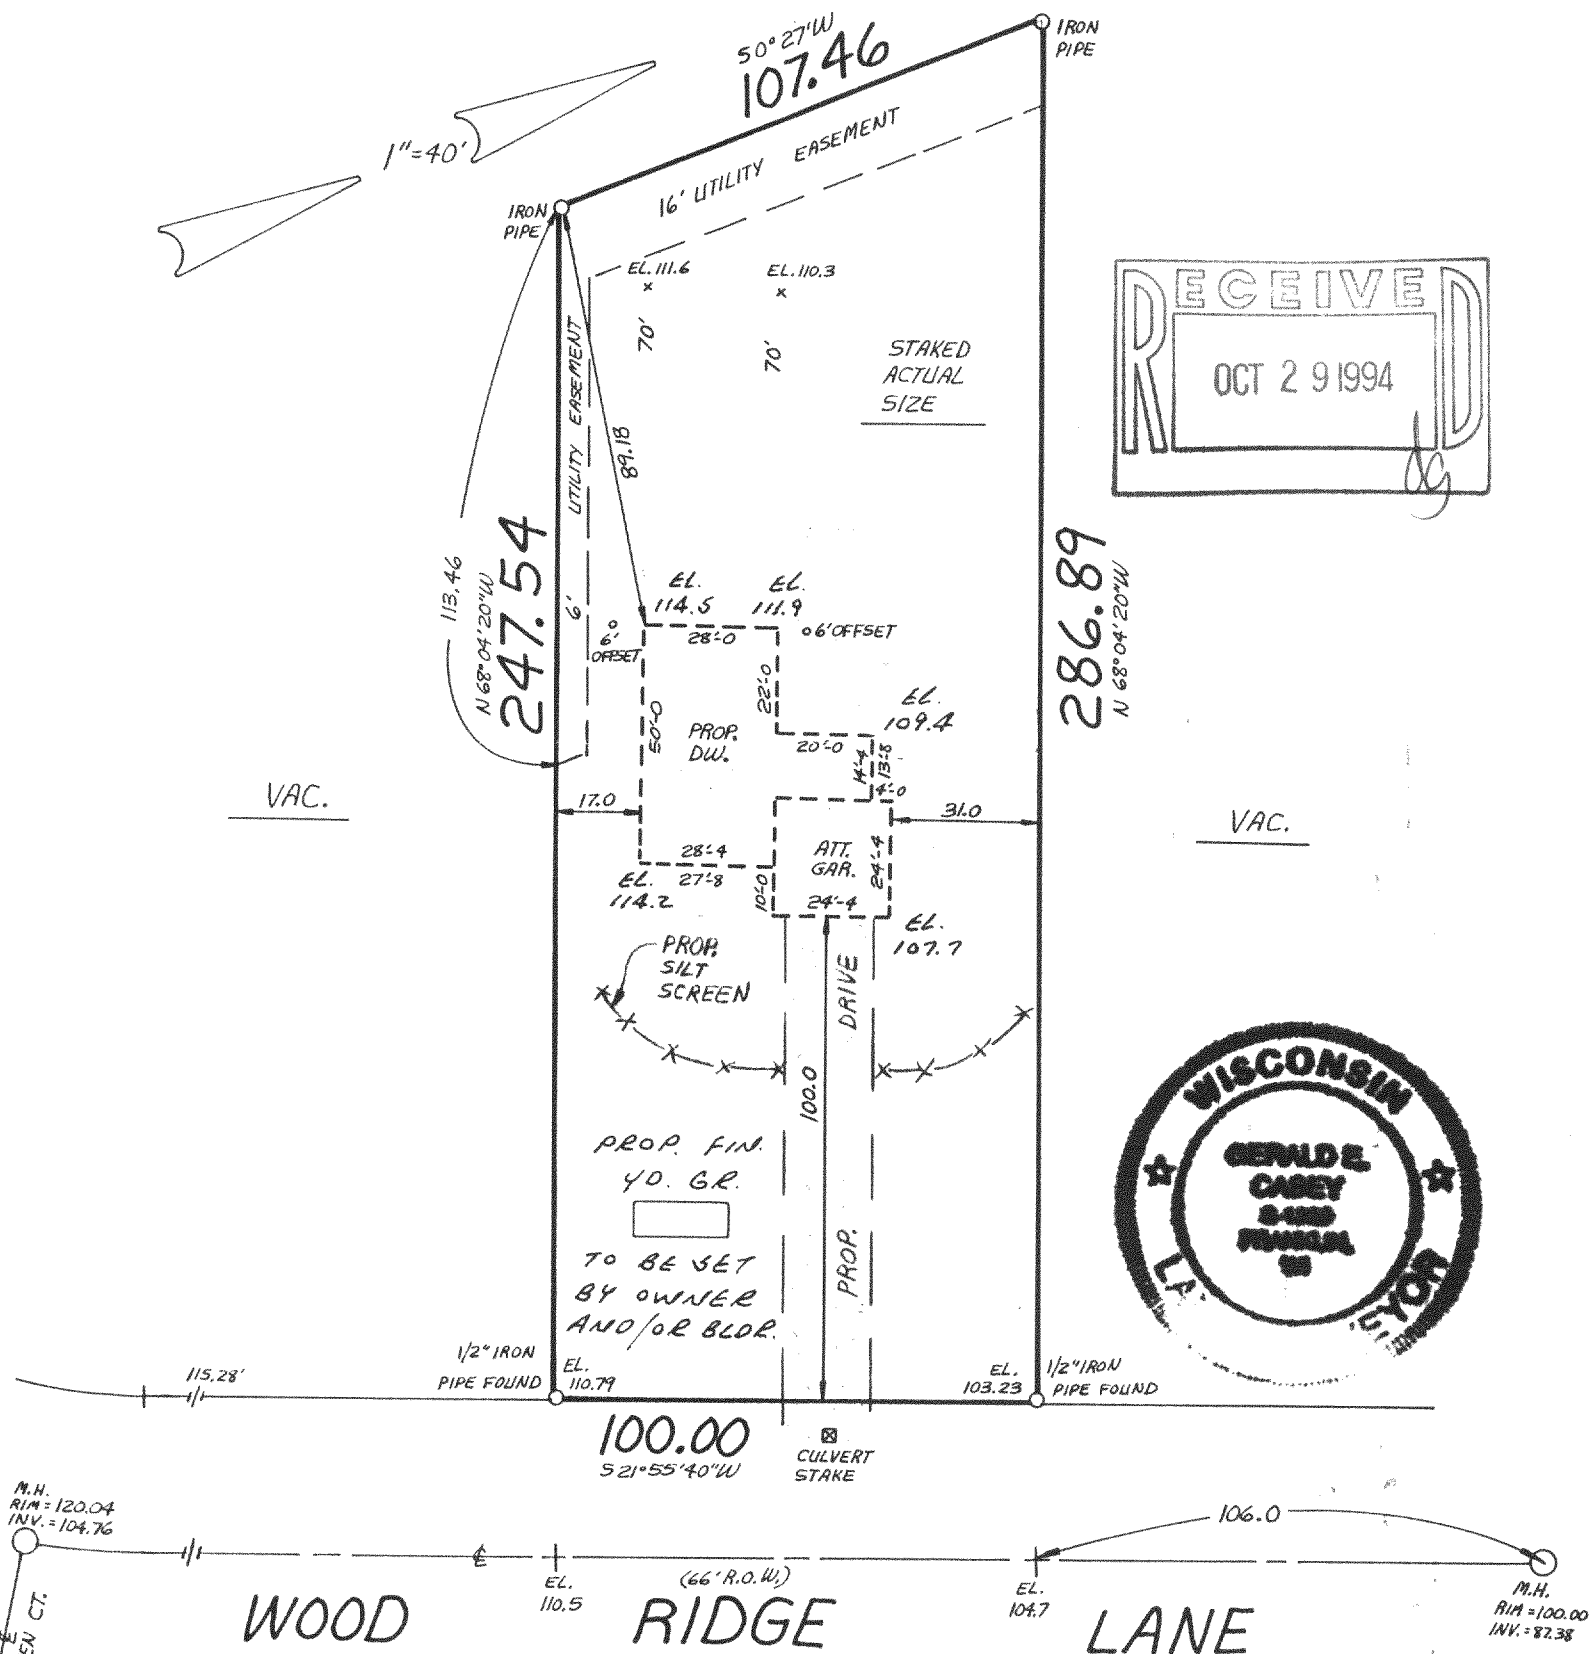 50° 27' W
107.46
IRON
PIPE
1"=40'
16' UTILITY EASEMENT
IRON
PIPE
EL. 111.6
x
EL. 110.3
x
70'
70'
STAKED
ACTUAL
SIZE
RECEIVED
OCT 29 1994
dg
UTILITY EASEMENT
6'
89.18
113.46
N 68° 04' 20" W
247.54
286.89
N 68° 04' 20" W
EL.
114.5
EL.
111.9
28'-0
6'
OFFSET
6' OFFSET
22'-0
50'-0
PROP.
DW.
EL.
109.4
20'-0
14'-4
13'-8
4'-0
VAC.
17.0
31.0
VAC.
28'-4
27'-8
EL.
114.2
10'-0
ATT.
GAR.
24'-4
24'-4
EL.
107.7
PROP.
SILT
SCREEN
DRIVE
100.0
PROP.
PROP. FIN.
YD. GR.
TO BE SET
BY OWNER
AND/OR BLDR.
WISCONSIN
GERALD E.
CASEY
FRANKLIN,
115.28'
1/2" IRON
PIPE FOUND
EL.
110.79
EL.
103.23
1/2" IRON
PIPE FOUND
100.00
S 21° 55' 40" W
CULVERT
STAKE
M.H.
RIM = 120.04
INV. = 104.76
106.0
℄
EL.
110.5
(66' R.O.W.)
EL.
104.7
M.H.
RIM = 100.00
INV. = 87.38
WOOD RIDGE LANE
CT.